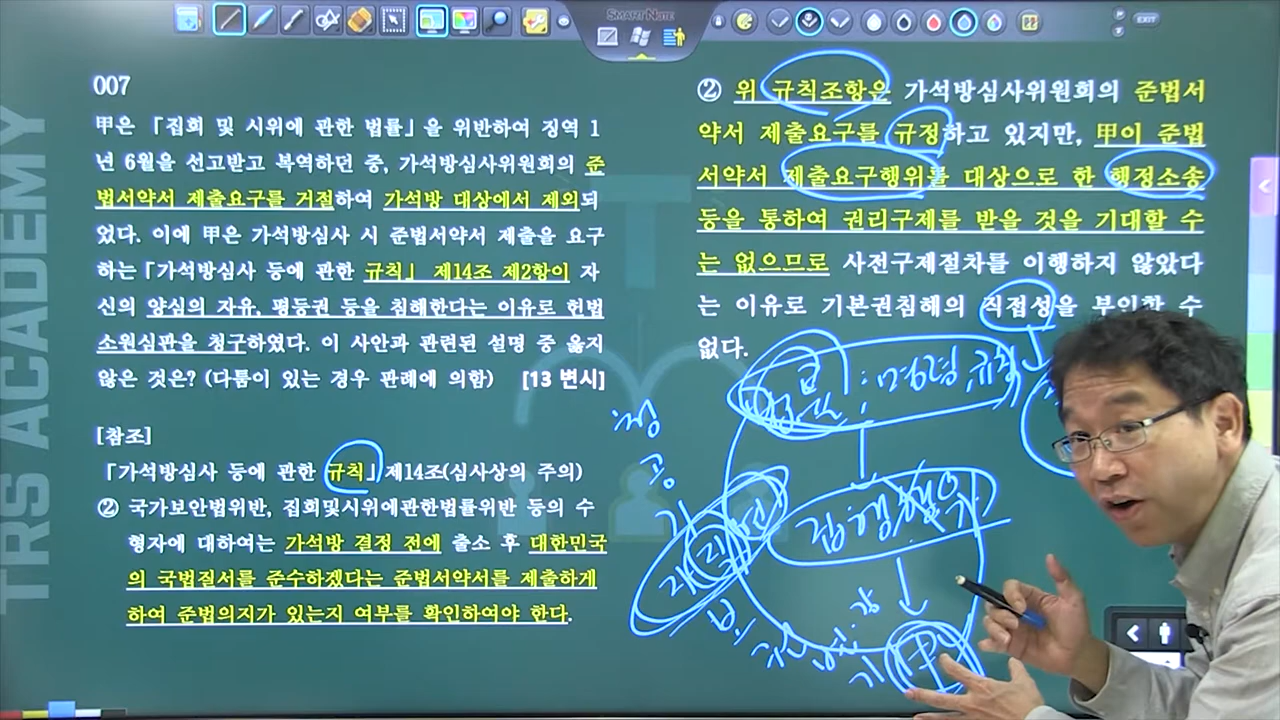 SMART NOTE
EXIT
TRS ACADEMY
007
甲은 「집회 및 시위에 관한 법률」을 위반하여 징역 1
년 6월을 선고받고 복역하던 중, 가석방심사위원회의 준
법서약서 제출요구를 거절하여 가석방 대상에서 제외되
었다. 이에 甲은 가석방심사 시 준법서약서 제출을 요구
하는「가석방심사 등에 관한 규칙」 제14조 제2항이 자
신의 양심의 자유, 평등권 등을 침해한다는 이유로 헌법
소원심판을 청구하였다. 이 사안과 관련된 설명 중 옳지
않은 것은? (다툼이 있는 경우 판례에 의함) [13 변시]
[참조]
「가석방심사 등에 관한 규칙」제14조(심사상의 주의)
② 국가보안법위반, 집회및시위에관한법률위반 등의 수
형자에 대하여는 가석방 결정 전에 출소 후 대한민국
의 국법질서를 준수하겠다는 준법서약서를 제출하게
하여 준법의지가 있는지 여부를 확인하여야 한다.
② 위 규칙조항은 가석방심사위원회의 준법서
약서 제출요구를 규정하고 있지만, 甲이 준법
서약서 제출요구행위를 대상으로 한 행정소송
등을 통하여 권리구제를 받을 것을 기대할 수
는 없으므로 사전구제절차를 이행하지 않았다
는 이유로 기본권침해의 직접성을 부인할 수
없다.
: 명령, 규칙
집행행위
甲